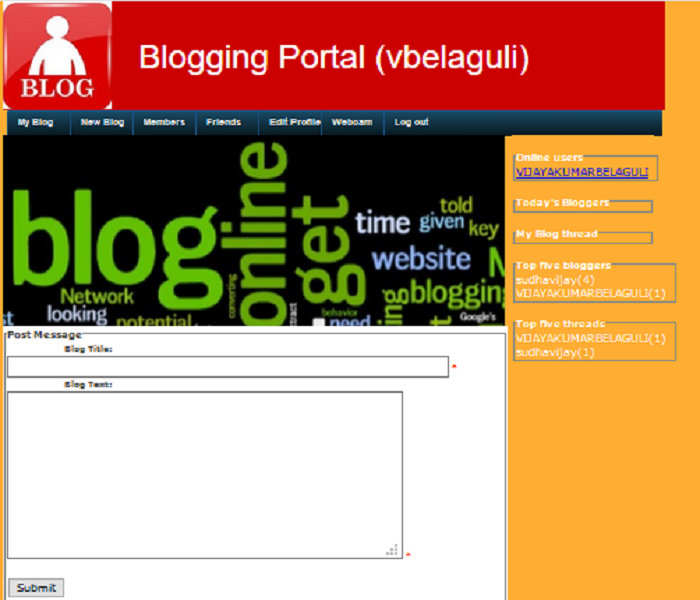 BLOG
Blogging Portal (vbelaguli)
My Blog New Blog Members Friends Edit Profile Webcam Log out
blog
online
get
time
told
given
key
website
Network
looking
potential
converting
behavior
need
ing
blogging
Google's
st
Online users
VIJAYAKUMARBELAGULI
Today's Bloggers
My Blog thread
Top five bloggers
sudhavijay(4)
VIJAYAKUMARBELAGULI(1)
Top five threads
VIJAYAKUMARBELAGULI(1)
sudhavijay(1)
Post Message
Blog Title:
*
Blog Text:
*
Submit